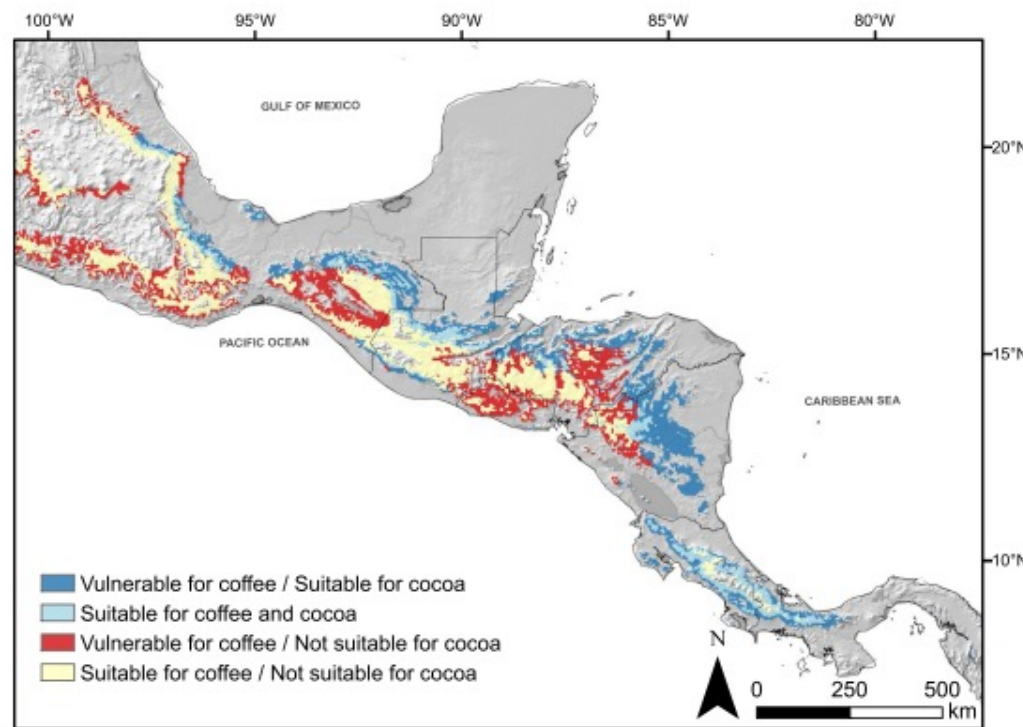 100°W 95°W 90°W 85°W 80°W
GULF OF MEXICO
20°N
PACIFIC OCEAN
15°N
CARIBBEAN SEA
10°N
Vulnerable for coffee / Suitable for cocoa
Suitable for coffee and cocoa
Vulnerable for coffee / Not suitable for cocoa
Suitable for coffee / Not suitable for cocoa
N
0 250 500
km